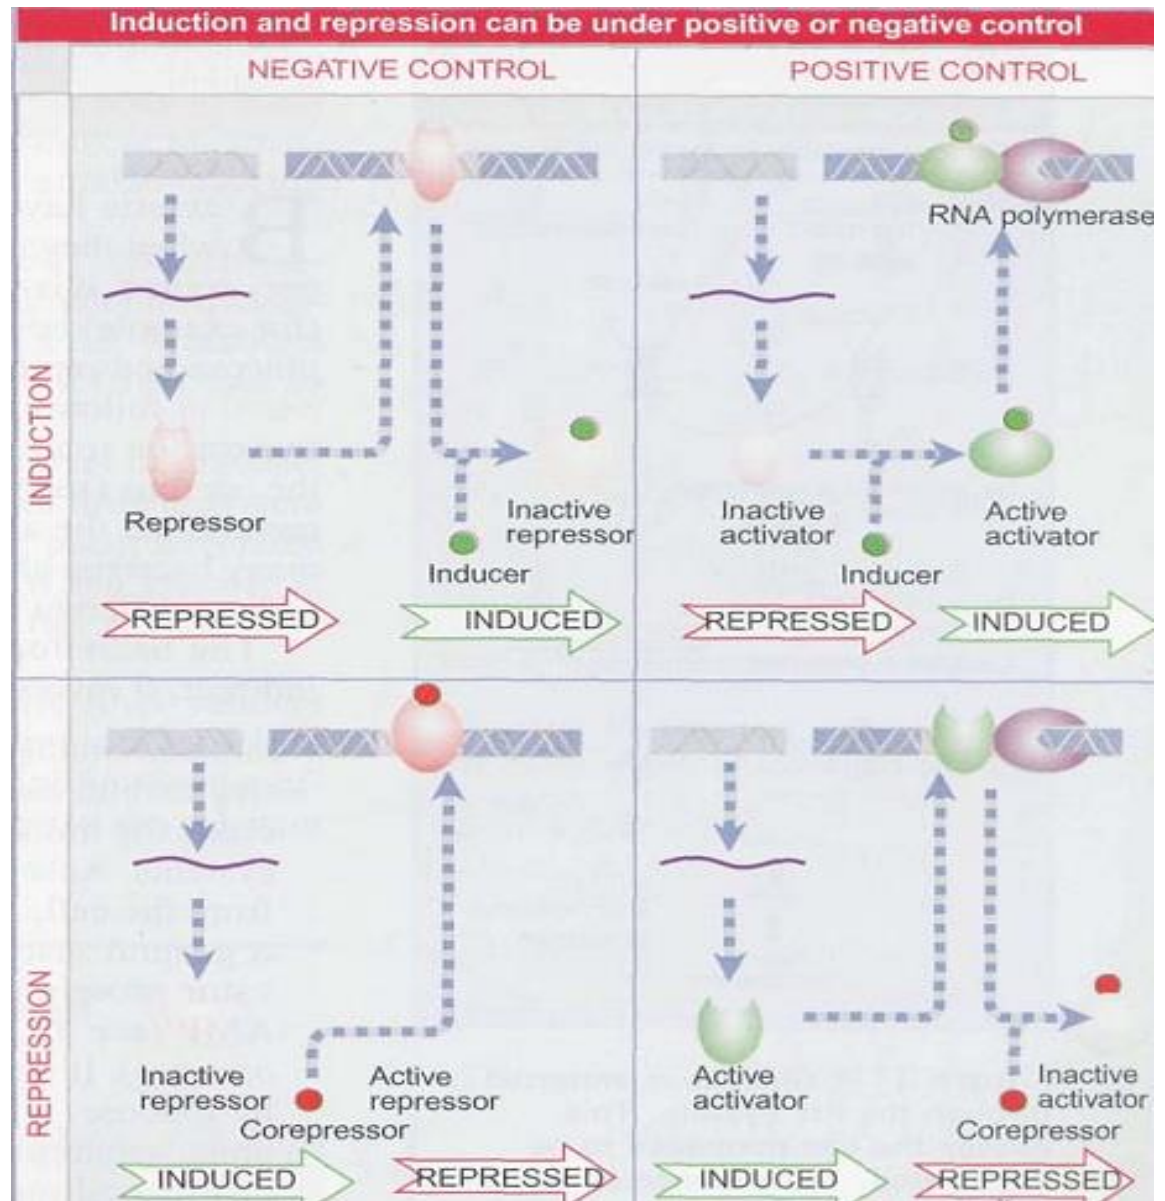 Induction and repression can be under positive or negative control
NEGATIVE CONTROL
POSITIVE CONTROL
INDUCTION
RNA polymerase
Repressor
Inactive
repressor
Inducer
REPRESSED
INDUCED
Inactive
activator
Active
activator
Inducer
REPRESSED
INDUCED
REPRESSION
Inactive
repressor
Active
repressor
Corepressor
INDUCED
REPRESSED
Active
activator
Inactive
activator
Corepressor
INDUCED
REPRESSED